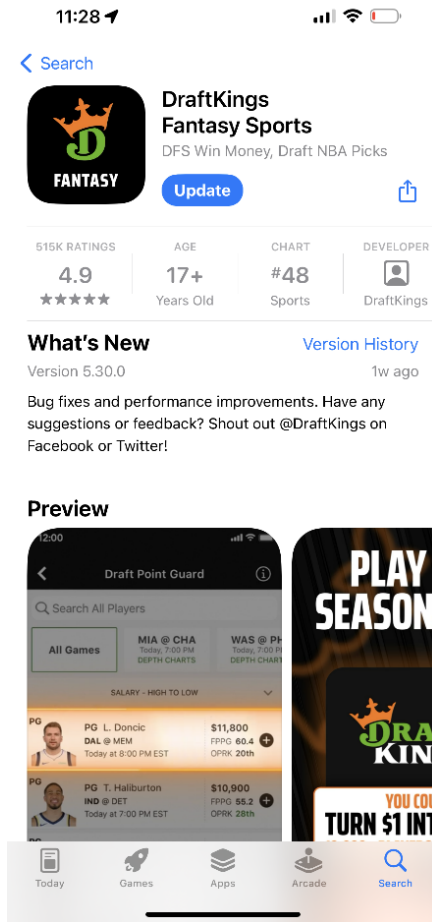 11:28
Search
DraftKings
Fantasy Sports
DFS Win Money, Draft NBA Picks
D
FANTASY
Update
515K RATINGS
4.9
AGE
17+
Years Old
CHART
#48
Sports
DEVELOPER
DraftKings
What's New
Version History
Version 5.30.0
1w ago
Bug fixes and performance improvements. Have any
suggestions or feedback? Shout out @DraftKings on
Facebook or Twitter!
Preview
12:00
Draft Point Guard
Search All Players
All Games
MIA @ CHA
Today, 7:00 PM
DEPTH CHARTS
WAS @ PH
Today, 7:00 P
DEPTH CHART
SALARY - HIGH TO LOW
PG
PG L. Doncic
DAL @ MEM
Today at 8:00 PM EST
$11,800
FPPG 60.4
OPRK 20th
PG
PG T. Haliburton
IND @ DET
Today at 7:00 PM EST
$10,900
FPPG 55.2
OPRK 28th
PLAY
SEASON
DRA
KIN
YOU COU
TURN $1 INT
Today
Games
Apps
Arcade
Search